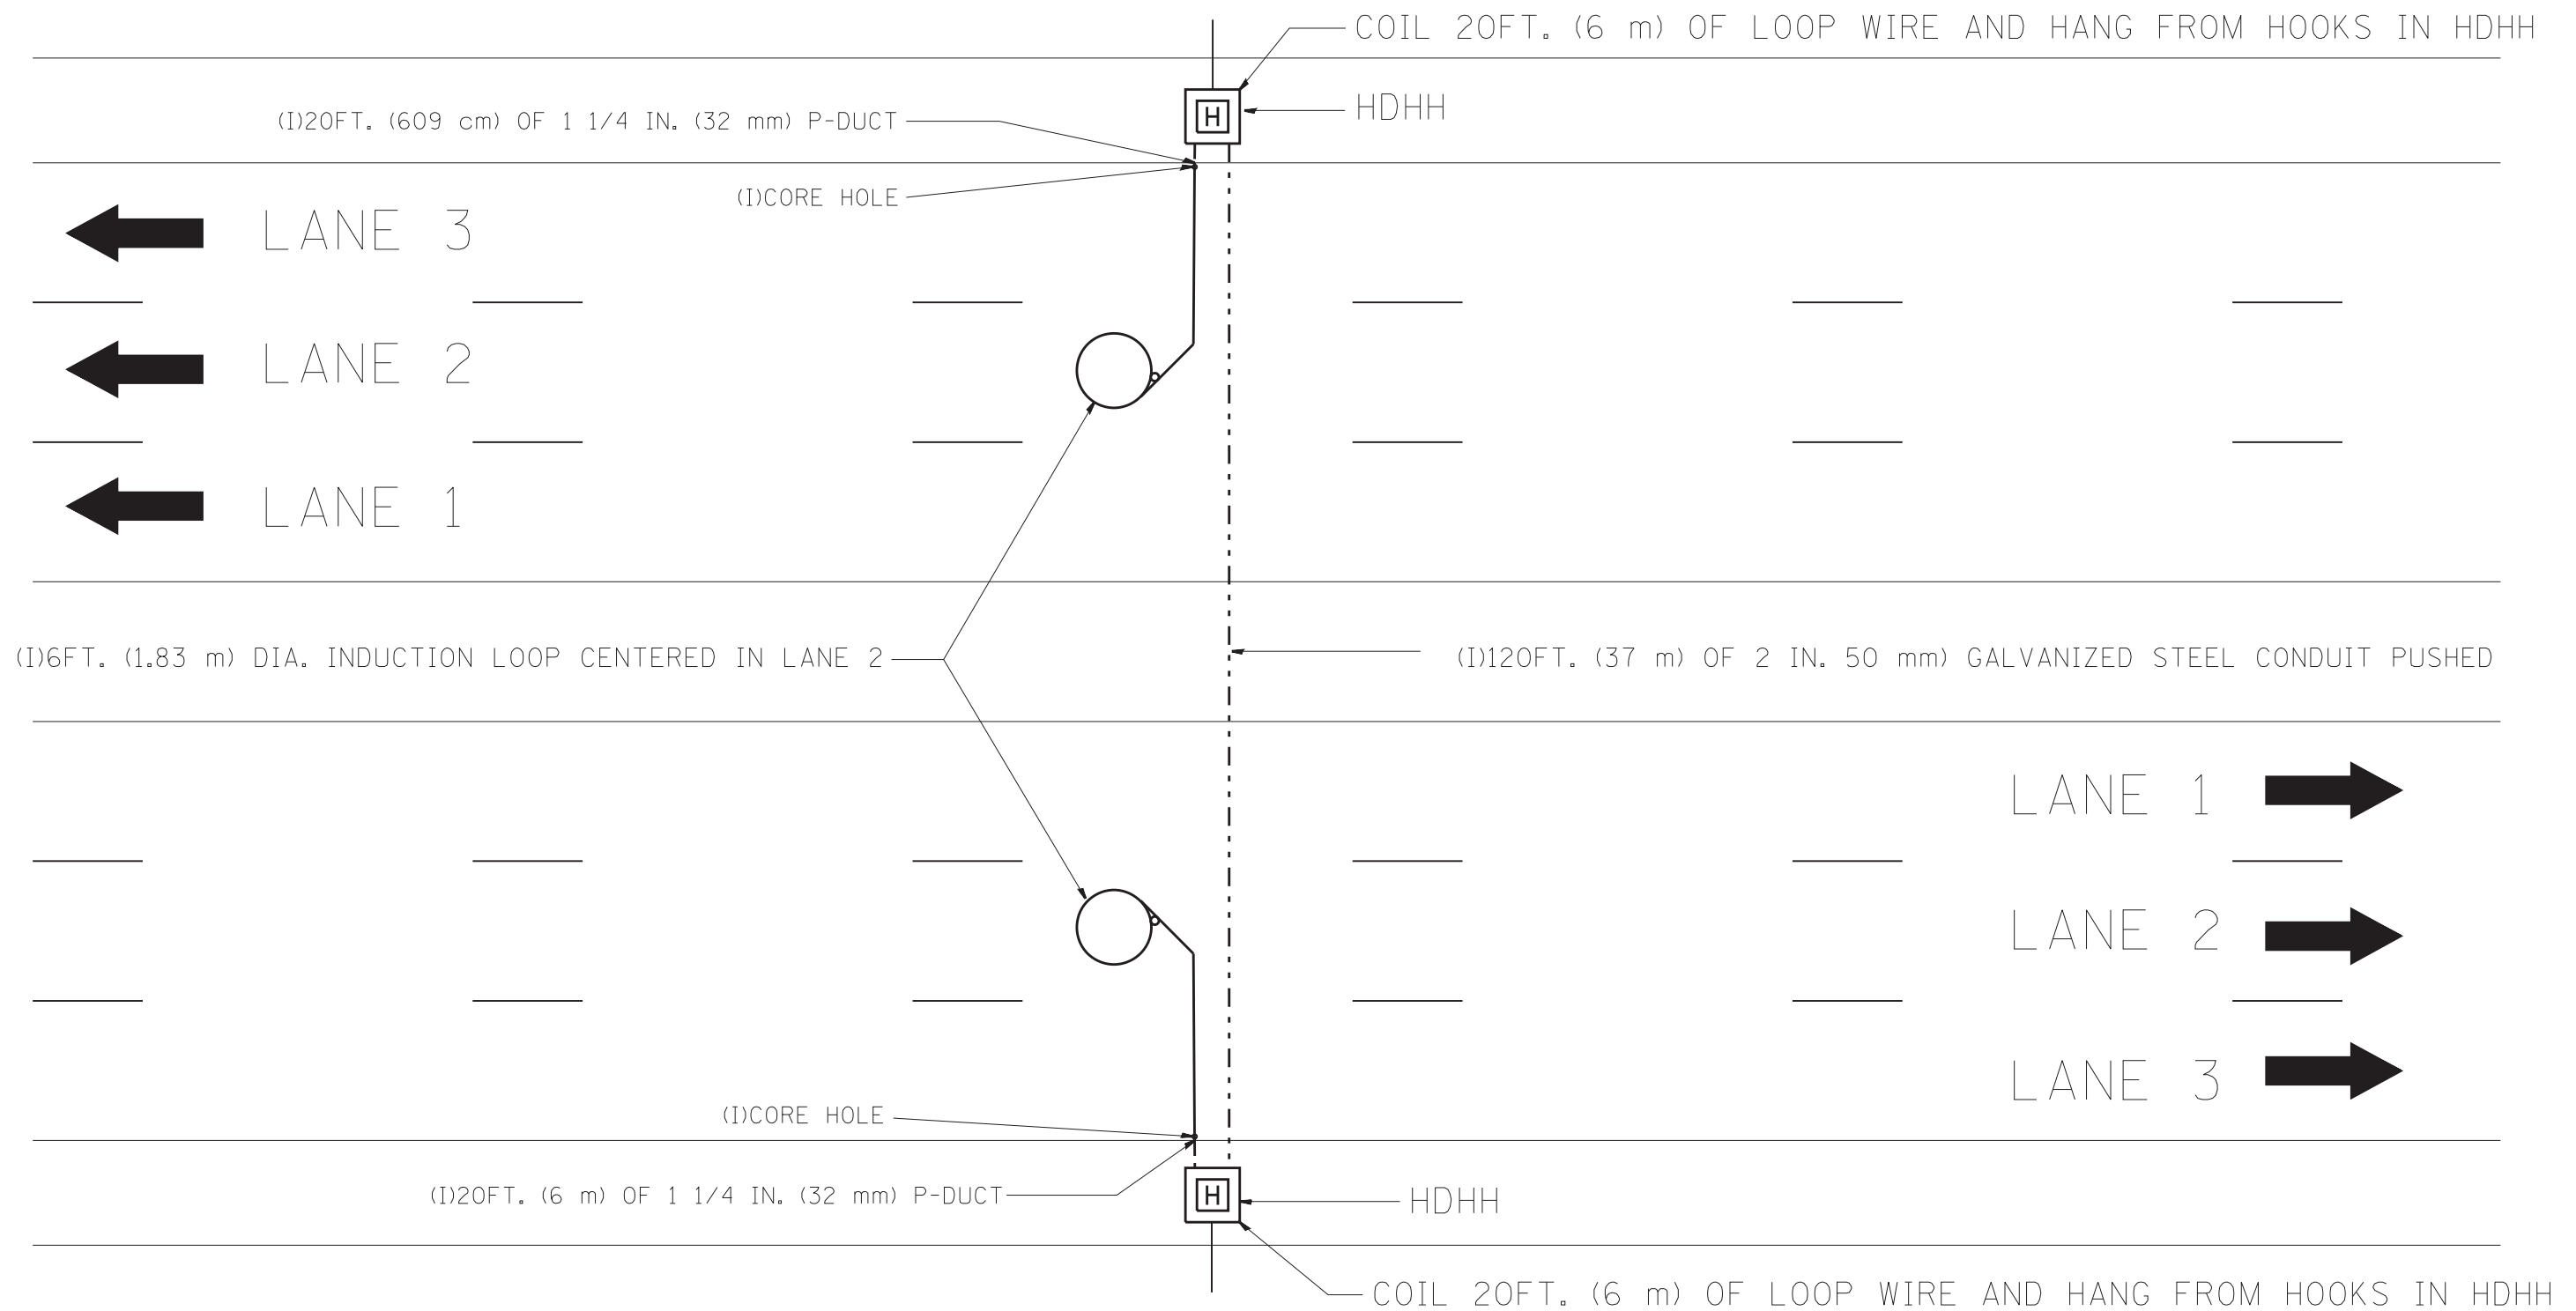 COIL 20FT. (6 m) OF LOOP WIRE AND HANG FROM HOOKS IN HDHH
(I)20FT. (609 cm) OF 1 1/4 IN. (32 mm) P-DUCT
H
HDHH
(I)CORE HOLE
LANE 3
LANE 2
LANE 1
(I)6FT. (1.83 m) DIA. INDUCTION LOOP CENTERED IN LANE 2
(I)120FT. (37 m) OF 2 IN. 50 mm) GALVANIZED STEEL CONDUIT PUSHED
LANE 1
LANE 2
LANE 3
(I)CORE HOLE
(I)20FT. (6 m) OF 1 1/4 IN. (32 mm) P-DUCT
H
HDHH
COIL 20FT. (6 m) OF LOOP WIRE AND HANG FROM HOOKS IN HDHH